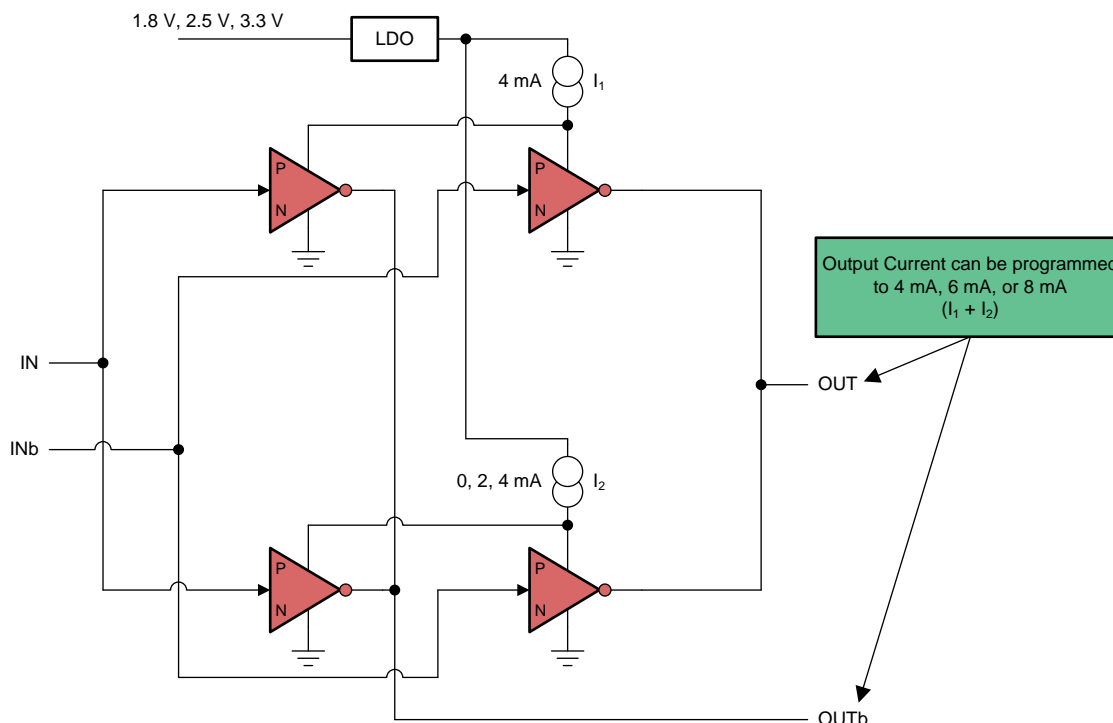 1.8 V, 2.5 V, 3.3 V
LDO
4 mA
I₁
P
N
P
N
Output Current can be programmed
to 4 mA, 6 mA, or 8 mA
(I₁ + I₂)
IN
OUT
INb
0, 2, 4 mA
I₂
P
N
P
N
OUTb